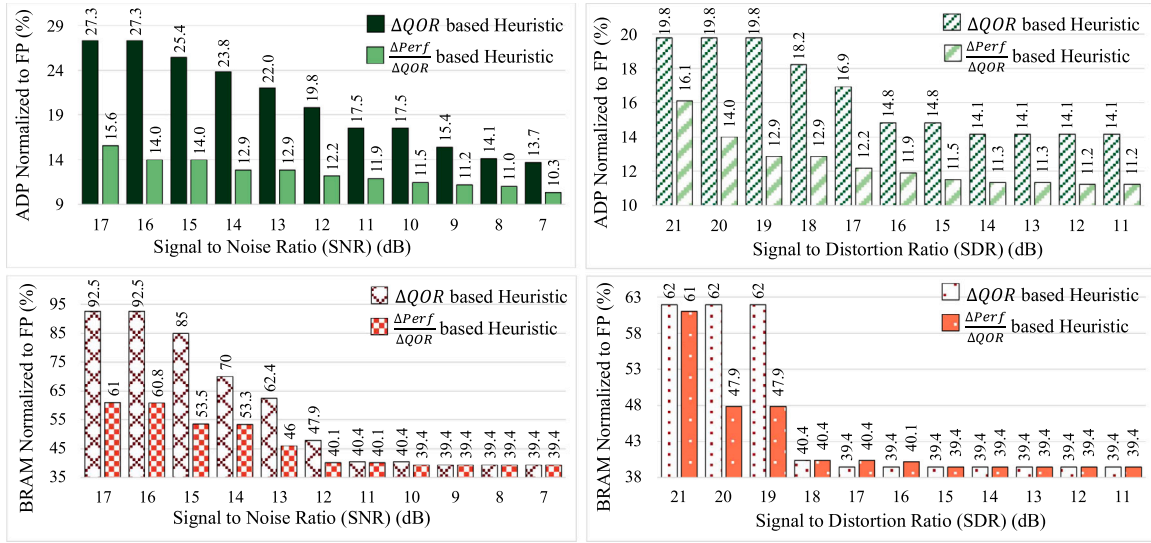 ADP Normalized to FP (%)
29
24
19
14
9
27.3 15.6 27.3 14.0 25.4 14.0 23.8 12.9 22.0 12.9 19.8 12.2 17.5 11.9 17.5 11.5 15.4 11.2 14.1 11.0 13.7 10.3
ΔQOR based Heuristic
ΔPerf/ΔQOR based Heuristic
17 16 15 14 13 12 11 10 9 8 7
Signal to Noise Ratio (SNR) (dB)
ADP Normalized to FP (%)
20
18
16
14
12
10
19.8 16.1 19.8 14.0 19.8 12.9 18.2 12.9 16.9 12.2 14.8 11.9 14.8 11.5 14.1 11.3 14.1 11.3 14.1 11.2 14.1 11.2
ΔQOR based Heuristic
ΔPerf/ΔQOR based Heuristic
21 20 19 18 17 16 15 14 13 12 11
Signal to Distortion Ratio (SDR) (dB)
BRAM Normalized to FP (%)
95
85
75
65
55
45
35
92.5 61 92.5 60.8 85 53.5 70 53.3 62.4 46 47.9 40.1 40.4 40.1 40.4 39.4 39.4 39.4 39.4 39.4 39.4 39.4
ΔQOR based Heuristic
ΔPerf/ΔQOR based Heuristic
17 16 15 14 13 12 11 10 9 8 7
Signal to Noise Ratio (SNR) (dB)
BRAM Normalized to FP (%)
63
58
53
48
43
38
62 61 62 47.9 62 47.9 40.4 40.4 39.4 40.4 39.4 40.1 39.4 39.4 39.4 39.4 39.4 39.4 39.4 39.4 39.4 39.4
ΔQOR based Heuristic
ΔPerf/ΔQOR based Heuristic
21 20 19 18 17 16 15 14 13 12 11
Signal to Distortion Ratio (SDR) (dB)